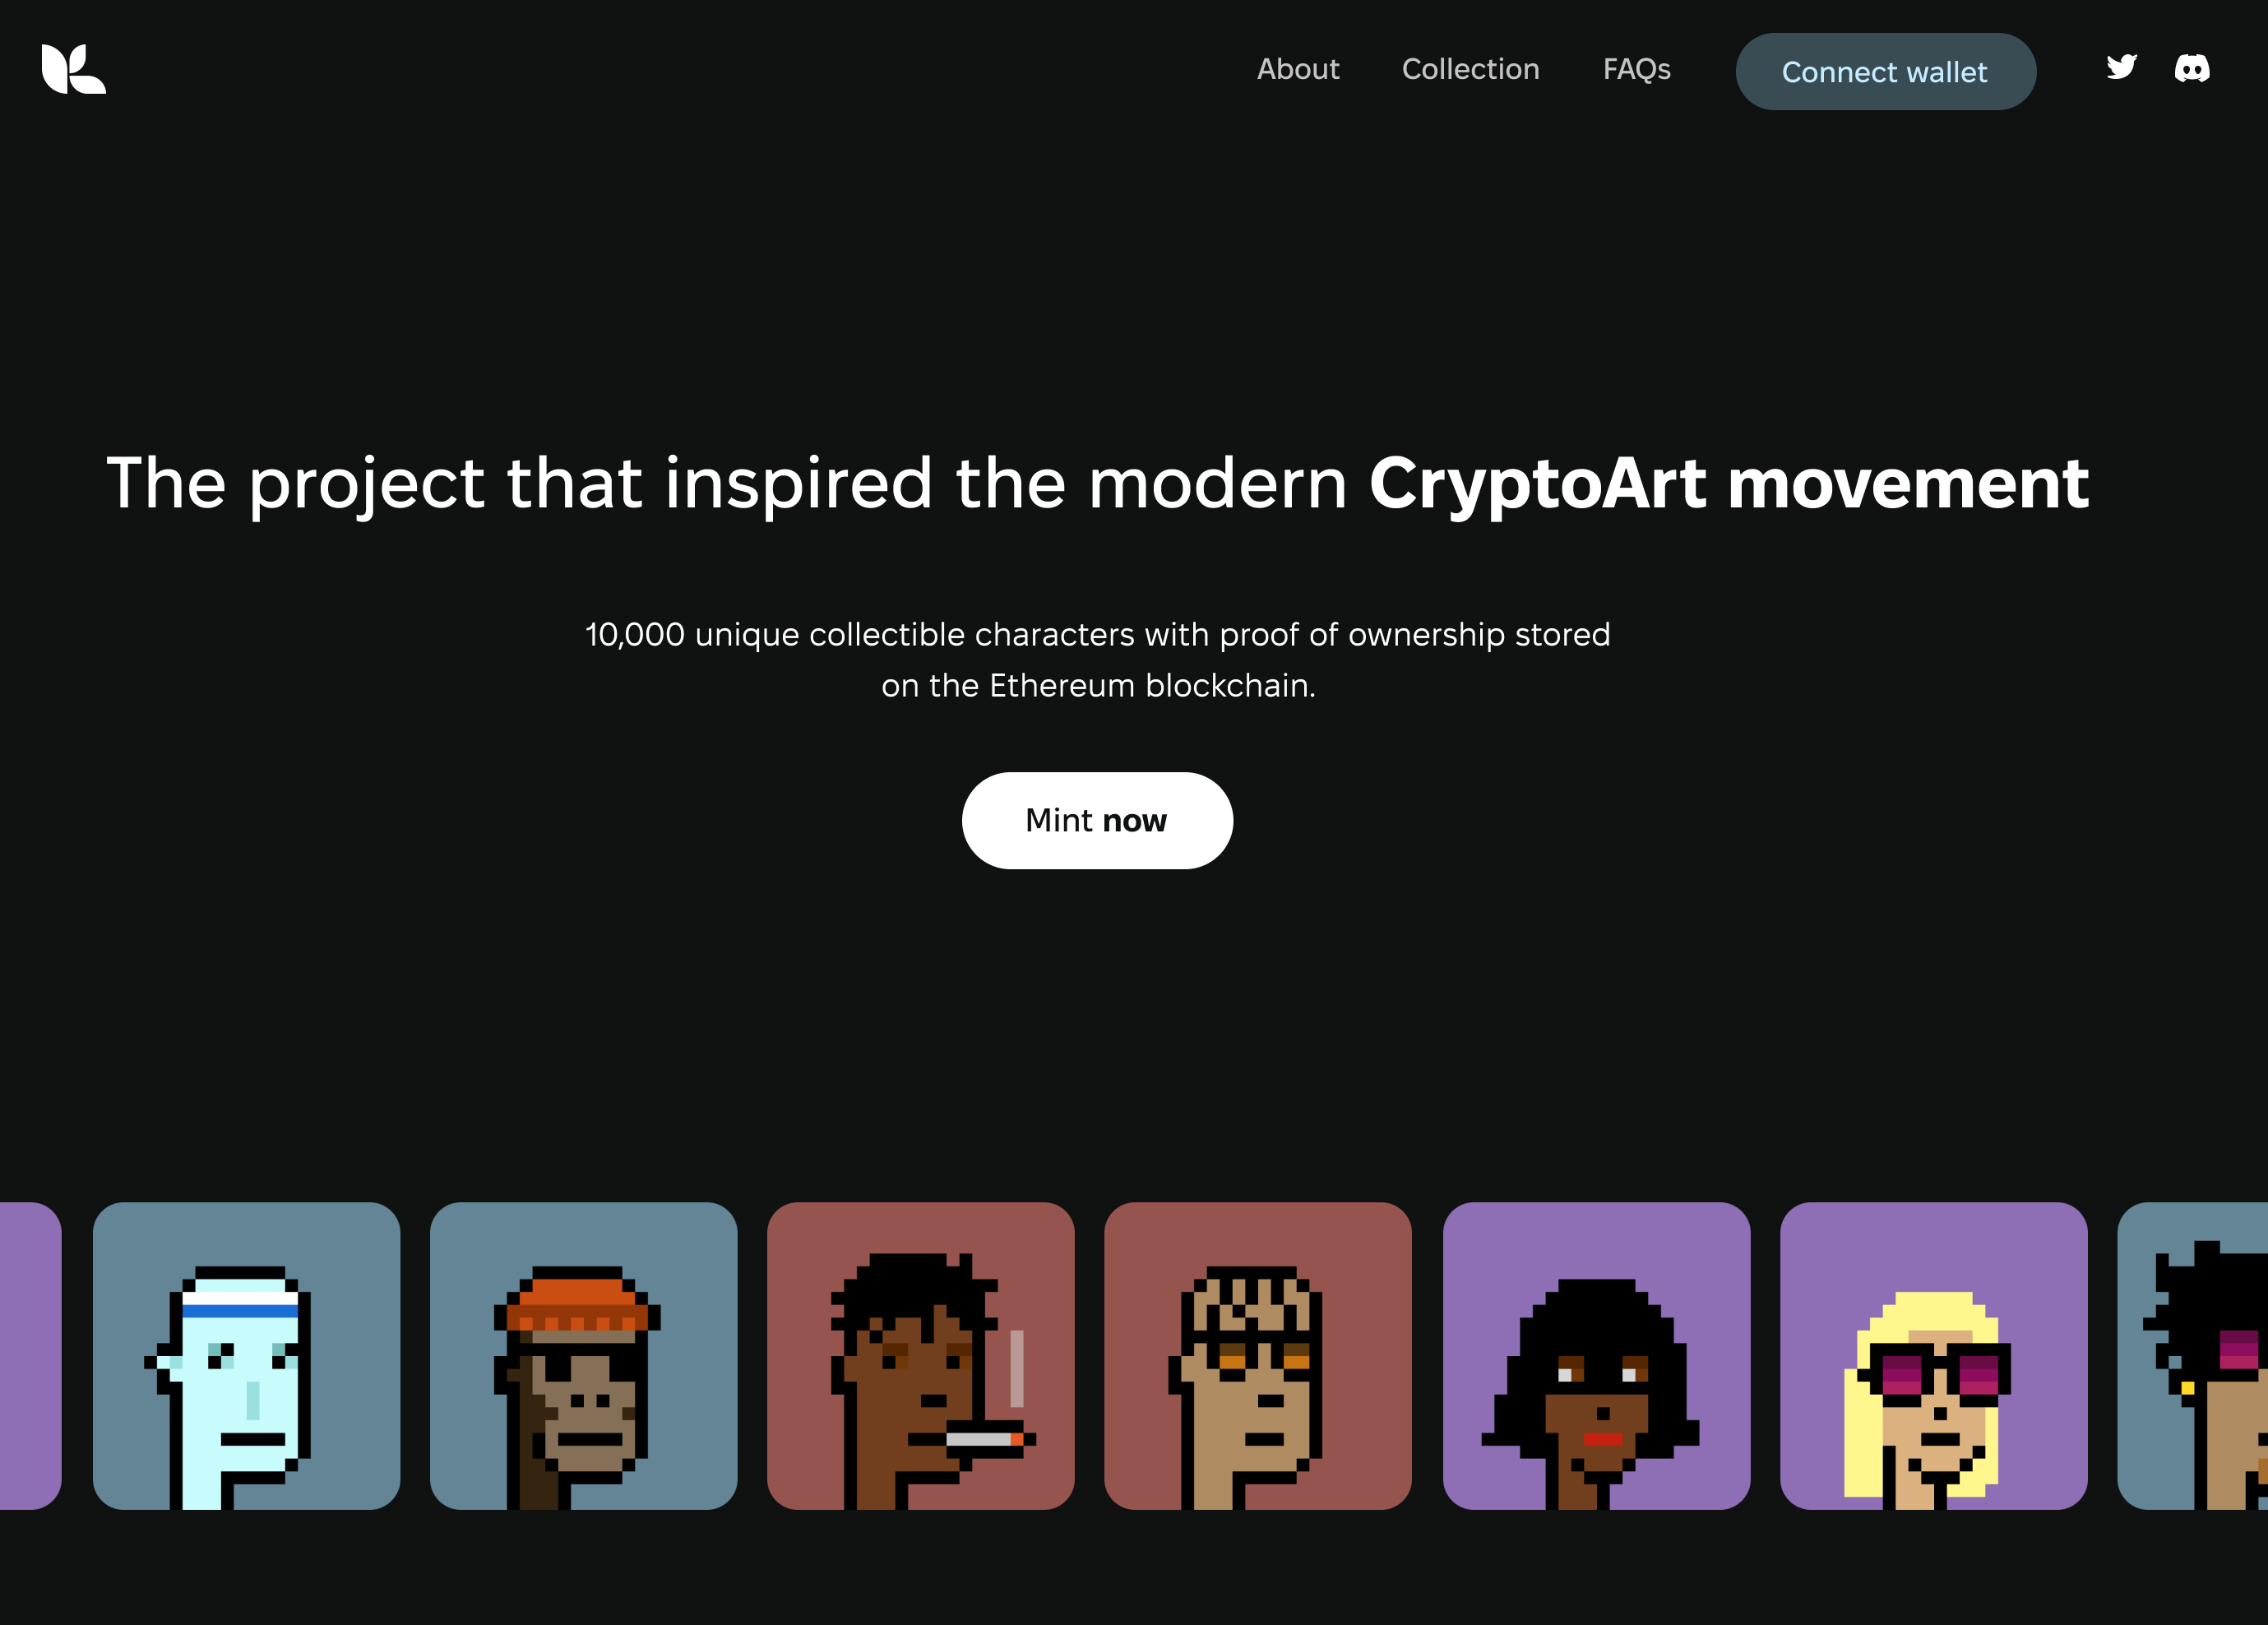 About Collection FAQs Connect wallet
The project that inspired the modern CryptoArt movement
10,000 unique collectible characters with proof of ownership stored
on the Ethereum blockchain.
Mint now